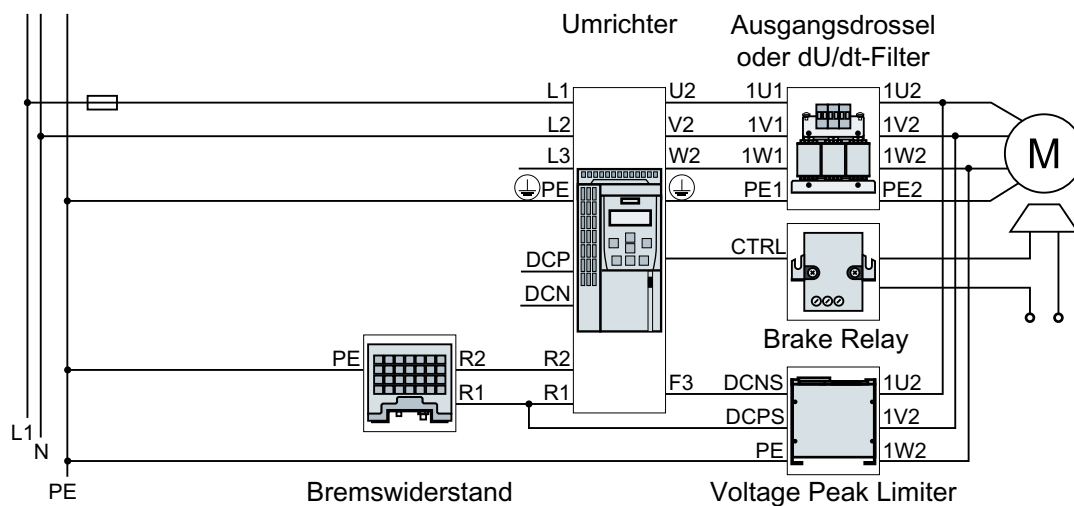 Umrichter
Ausgangsdrossel
oder dU/dt-Filter
L1 U2 1U1 1U2
L2 V2 1V1 1V2
L3 W2 1W1 1W2
M
PE PE1 PE2
DCP
CTRL
DCN
Brake Relay
PE R2 R2
F3 DCNS 1U2
R1 R1
DCPS 1V2
L1
N
PE 1W2
PE
Bremswiderstand
Voltage Peak Limiter